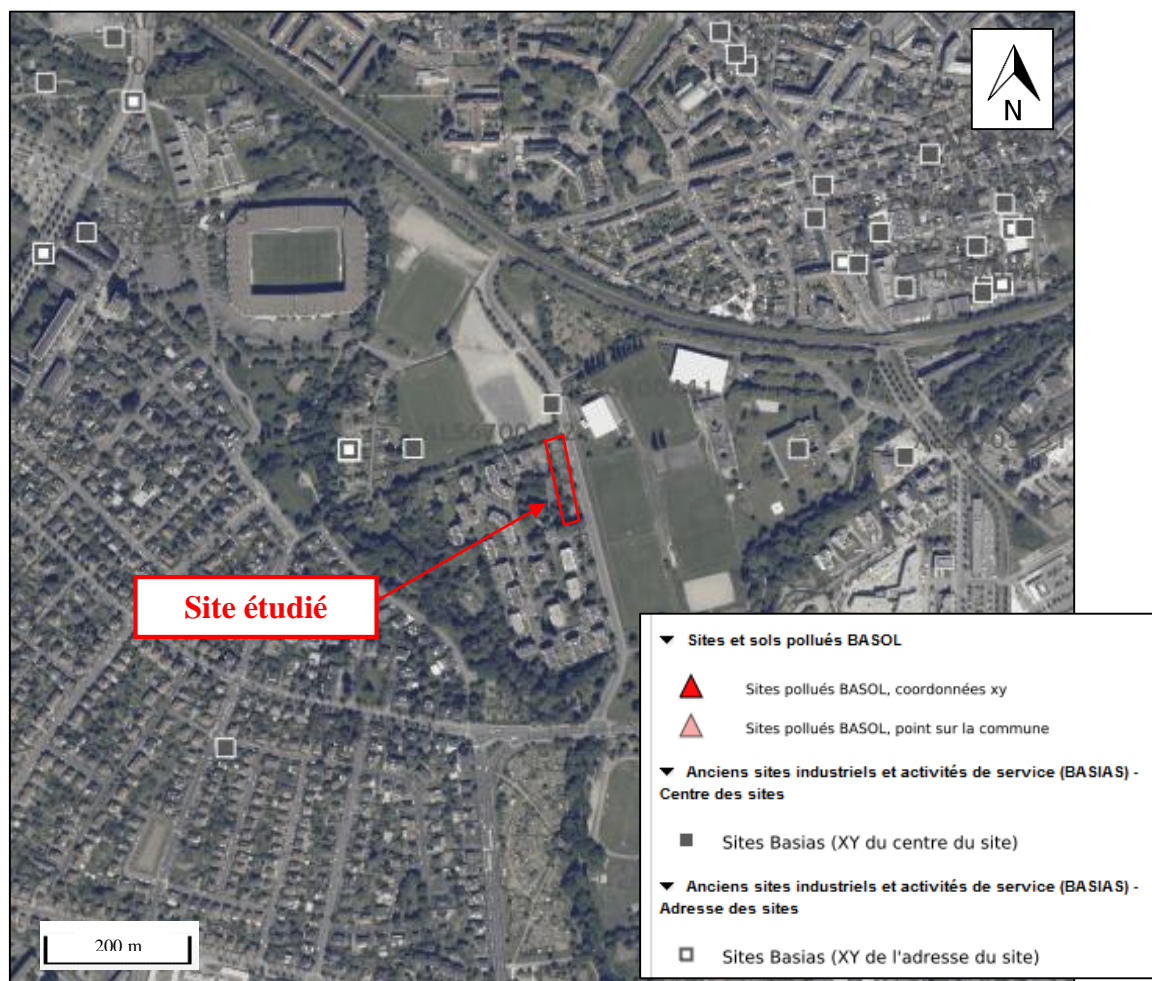 N
Site étudié
Sites et sols pollués BASOL
Sites pollués BASOL, coordonnées xy
Sites pollués BASOL, point sur la commune
Anciens sites industriels et activités de service (BASIAS) -
Centre des sites
Sites Basias (XY du centre du site)
Anciens sites industriels et activités de service (BASIAS) -
Adresse des sites
Sites Basias (XY de l'adresse du site)
200 m